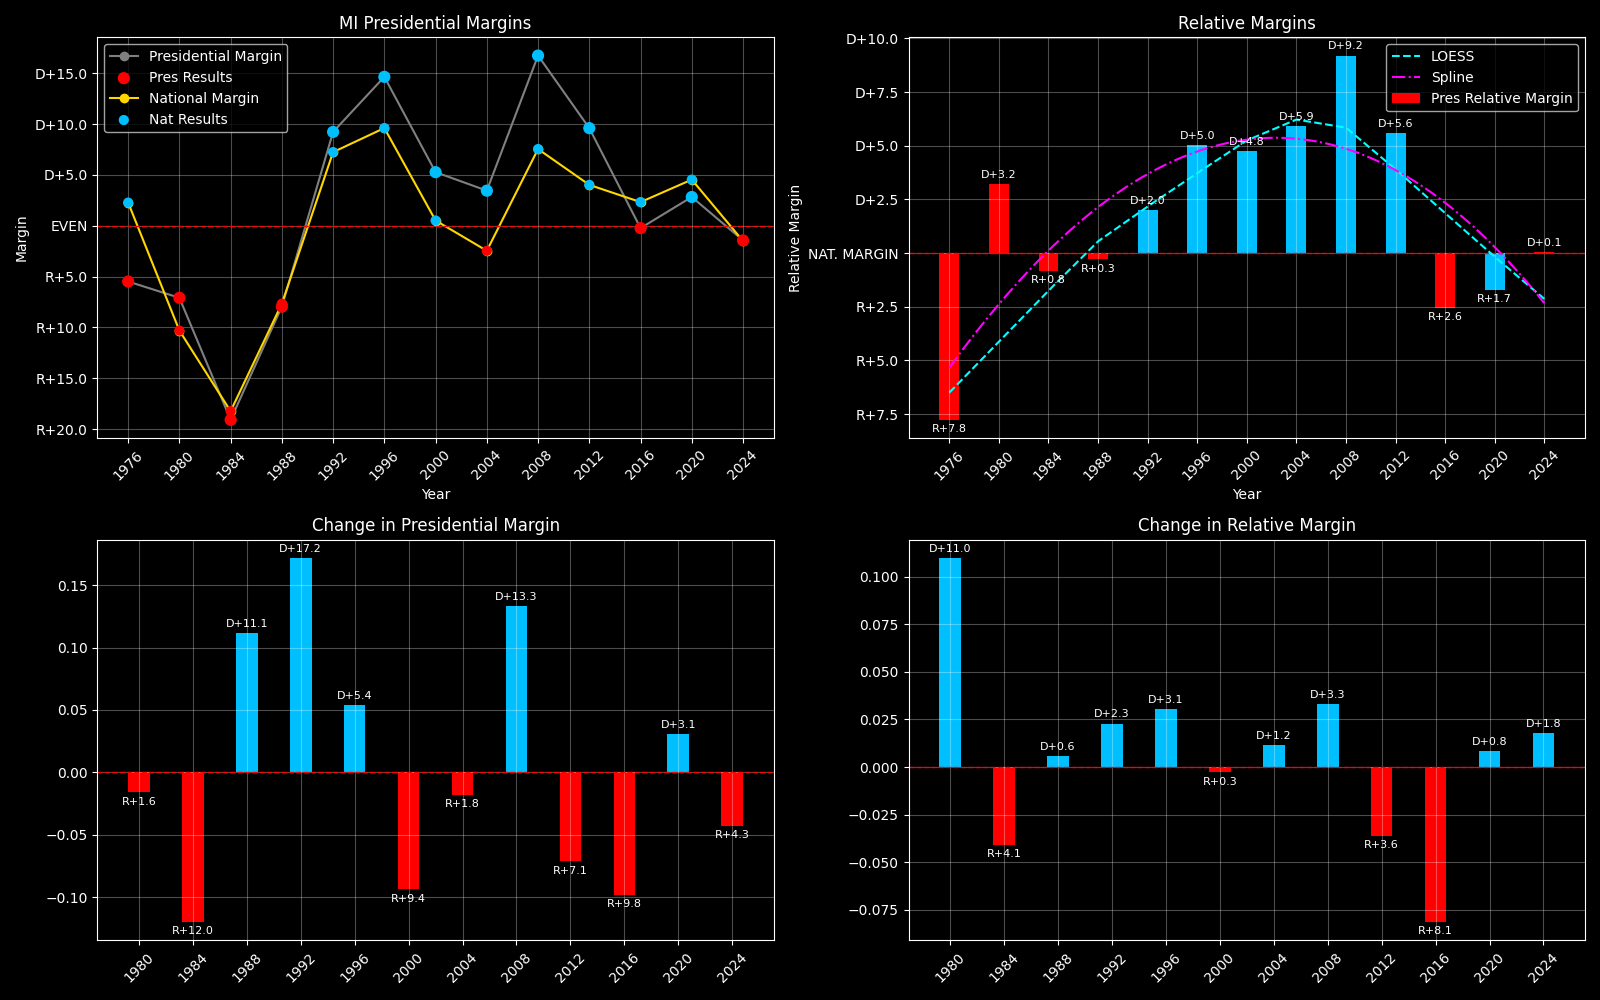 MI Presidential Margins
Presidential Margin
Pres Results
National Margin
Nat Results
D+15.0
D+10.0
D+5.0
EVEN
R+5.0
R+10.0
R+15.0
R+20.0
Margin
1976 1980 1984 1988 1992 1996 2000 2004 2008 2012 2016 2020 2024
Year
Relative Margins
LOESS
Spline
Pres Relative Margin
D+10.0
D+7.5
D+5.0
D+2.5
NAT. MARGIN
R+2.5
R+5.0
R+7.5
Relative Margin
R+7.8 D+3.2 R+0.8 R+0.3 D+2.0 D+5.0 D+4.8 D+5.9 D+9.2 D+5.6 R+2.6 R+1.7 D+0.1
1976 1980 1984 1988 1992 1996 2000 2004 2008 2012 2016 2020 2024
Year
Change in Presidential Margin
0.15
0.10
0.05
0.00
−0.05
−0.10
R+1.6 R+12.0 D+11.1 D+17.2 D+5.4 R+9.4 R+1.8 D+13.3 R+7.1 R+9.8 D+3.1 R+4.3
1980 1984 1988 1992 1996 2000 2004 2008 2012 2016 2020 2024
Change in Relative Margin
0.100
0.075
0.050
0.025
0.000
−0.025
−0.050
−0.075
D+11.0 R+4.1 D+0.6 D+2.3 D+3.1 R+0.3 D+1.2 D+3.3 R+3.6 R+8.1 D+0.8 D+1.8
1980 1984 1988 1992 1996 2000 2004 2008 2012 2016 2020 2024